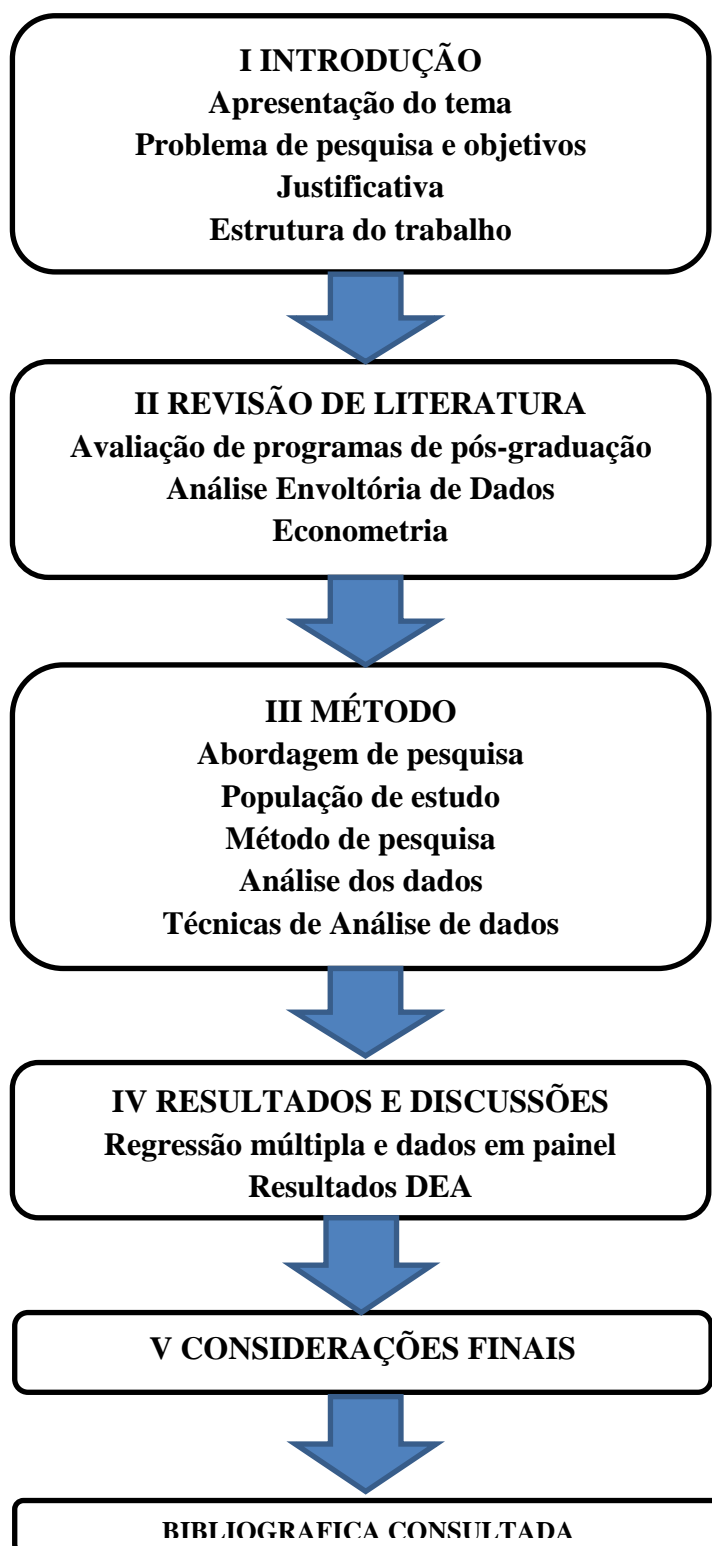 I INTRODUÇÃO
Apresentação do tema
Problema de pesquisa e objetivos
Justificativa
Estrutura do trabalho
II REVISÃO DE LITERATURA
Avaliação de programas de pós-graduação
Análise Envoltória de Dados
Econometria
III MÉTODO
Abordagem de pesquisa
População de estudo
Método de pesquisa
Análise dos dados
Técnicas de Análise de dados
IV RESULTADOS E DISCUSSÕES
Regressão múltipla e dados em painel
Resultados DEA
V CONSIDERAÇÕES FINAIS
BIBLIOGRAFICA CONSULTADA